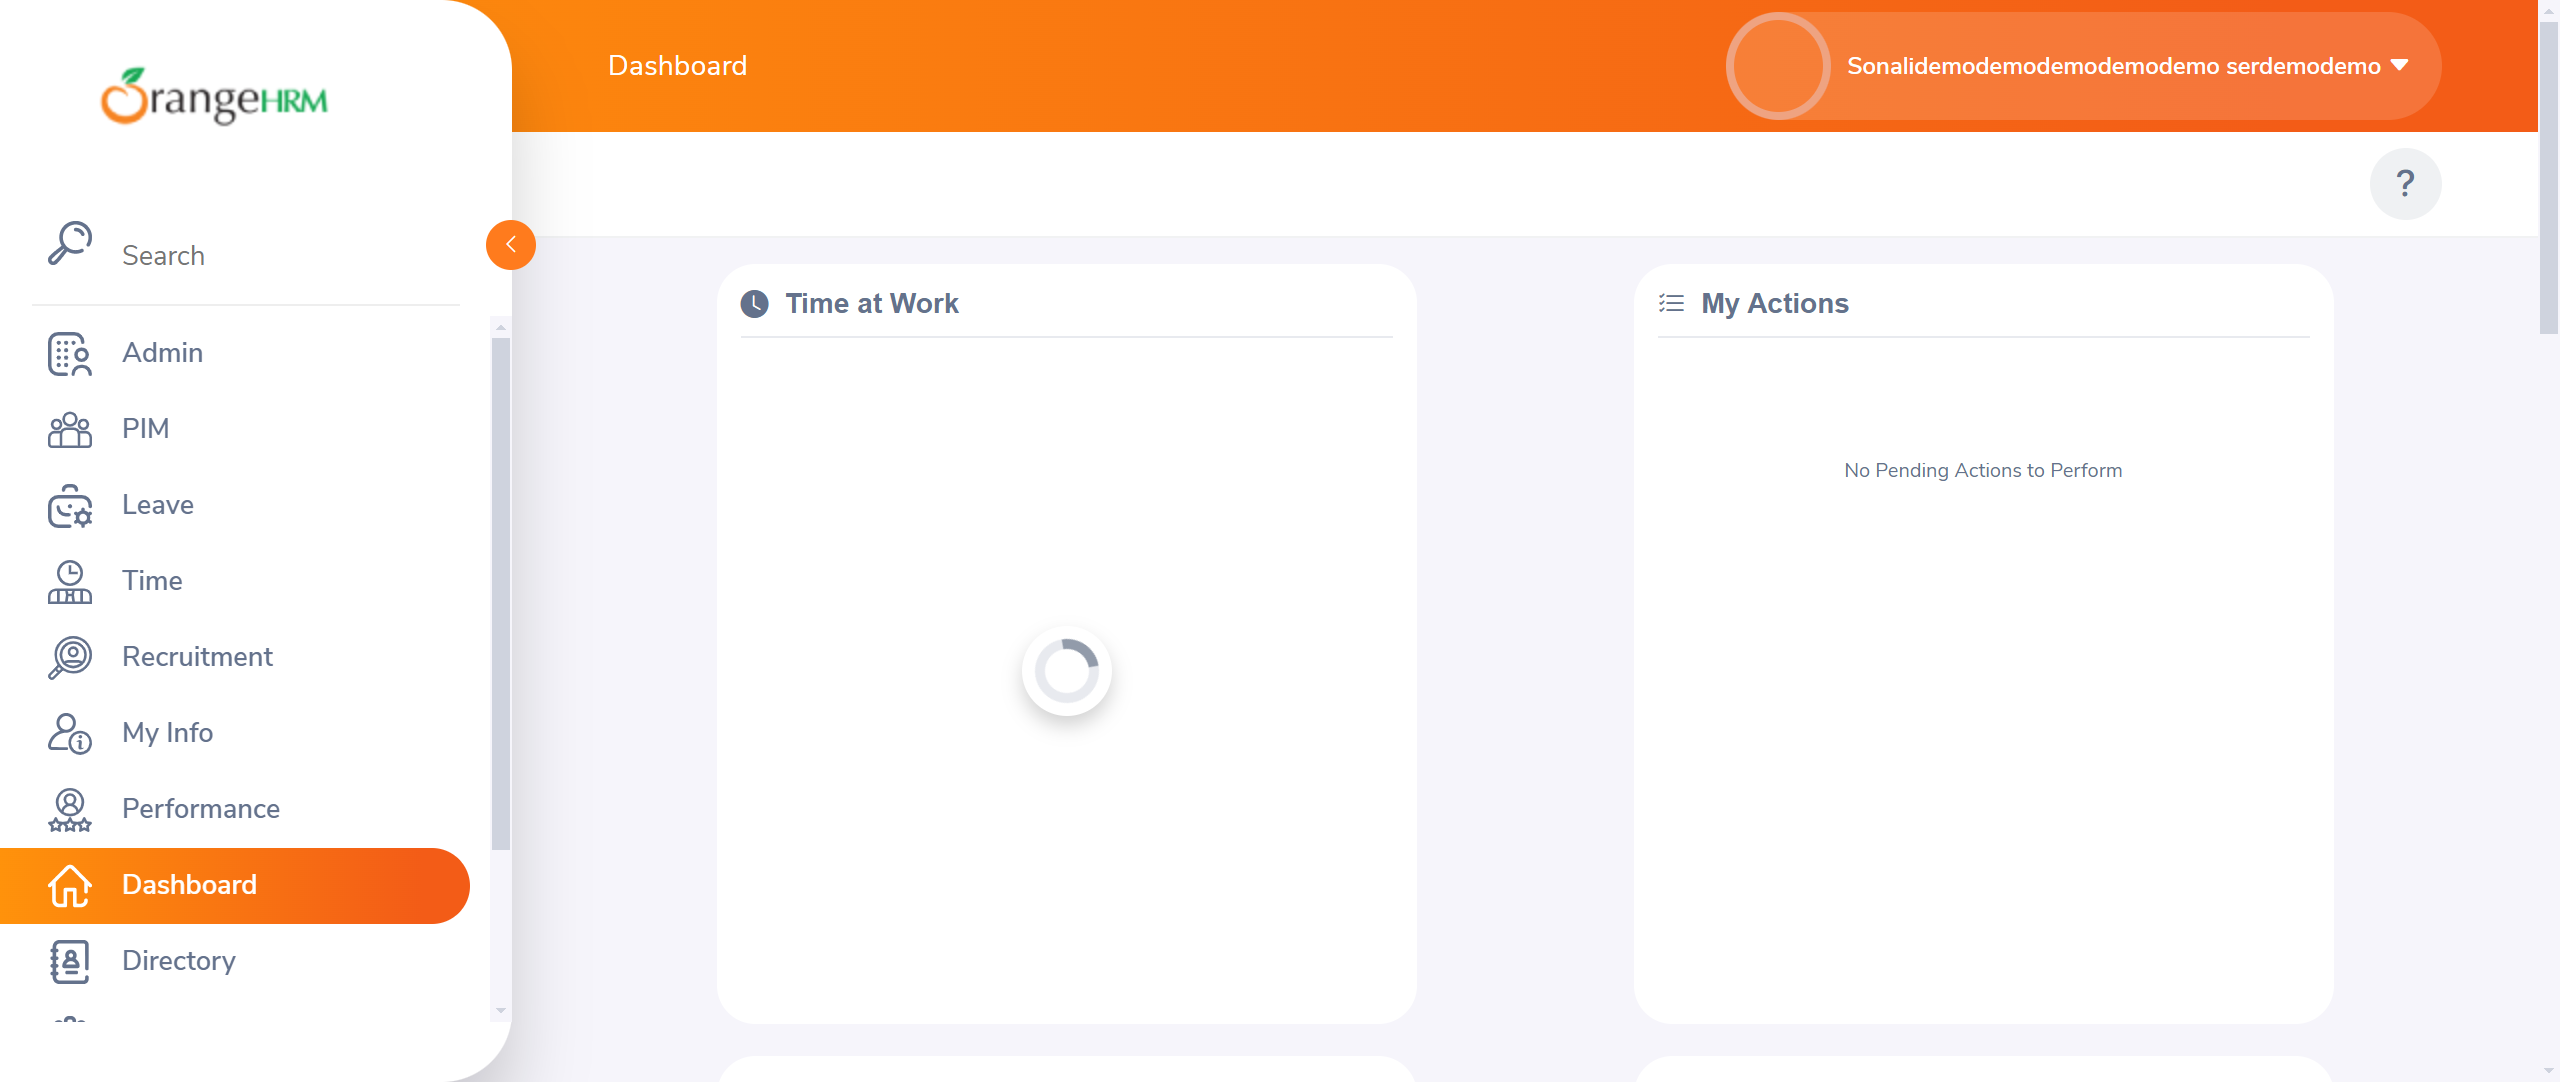 OrangeHRM
Search
Admin
PIM
Leave
Time
Recruitment
My Info
Performance
Dashboard
Directory
Dashboard
Sonalidemodemodemodemodemo serdemodemo
?
Time at Work
My Actions
No Pending Actions to Perform